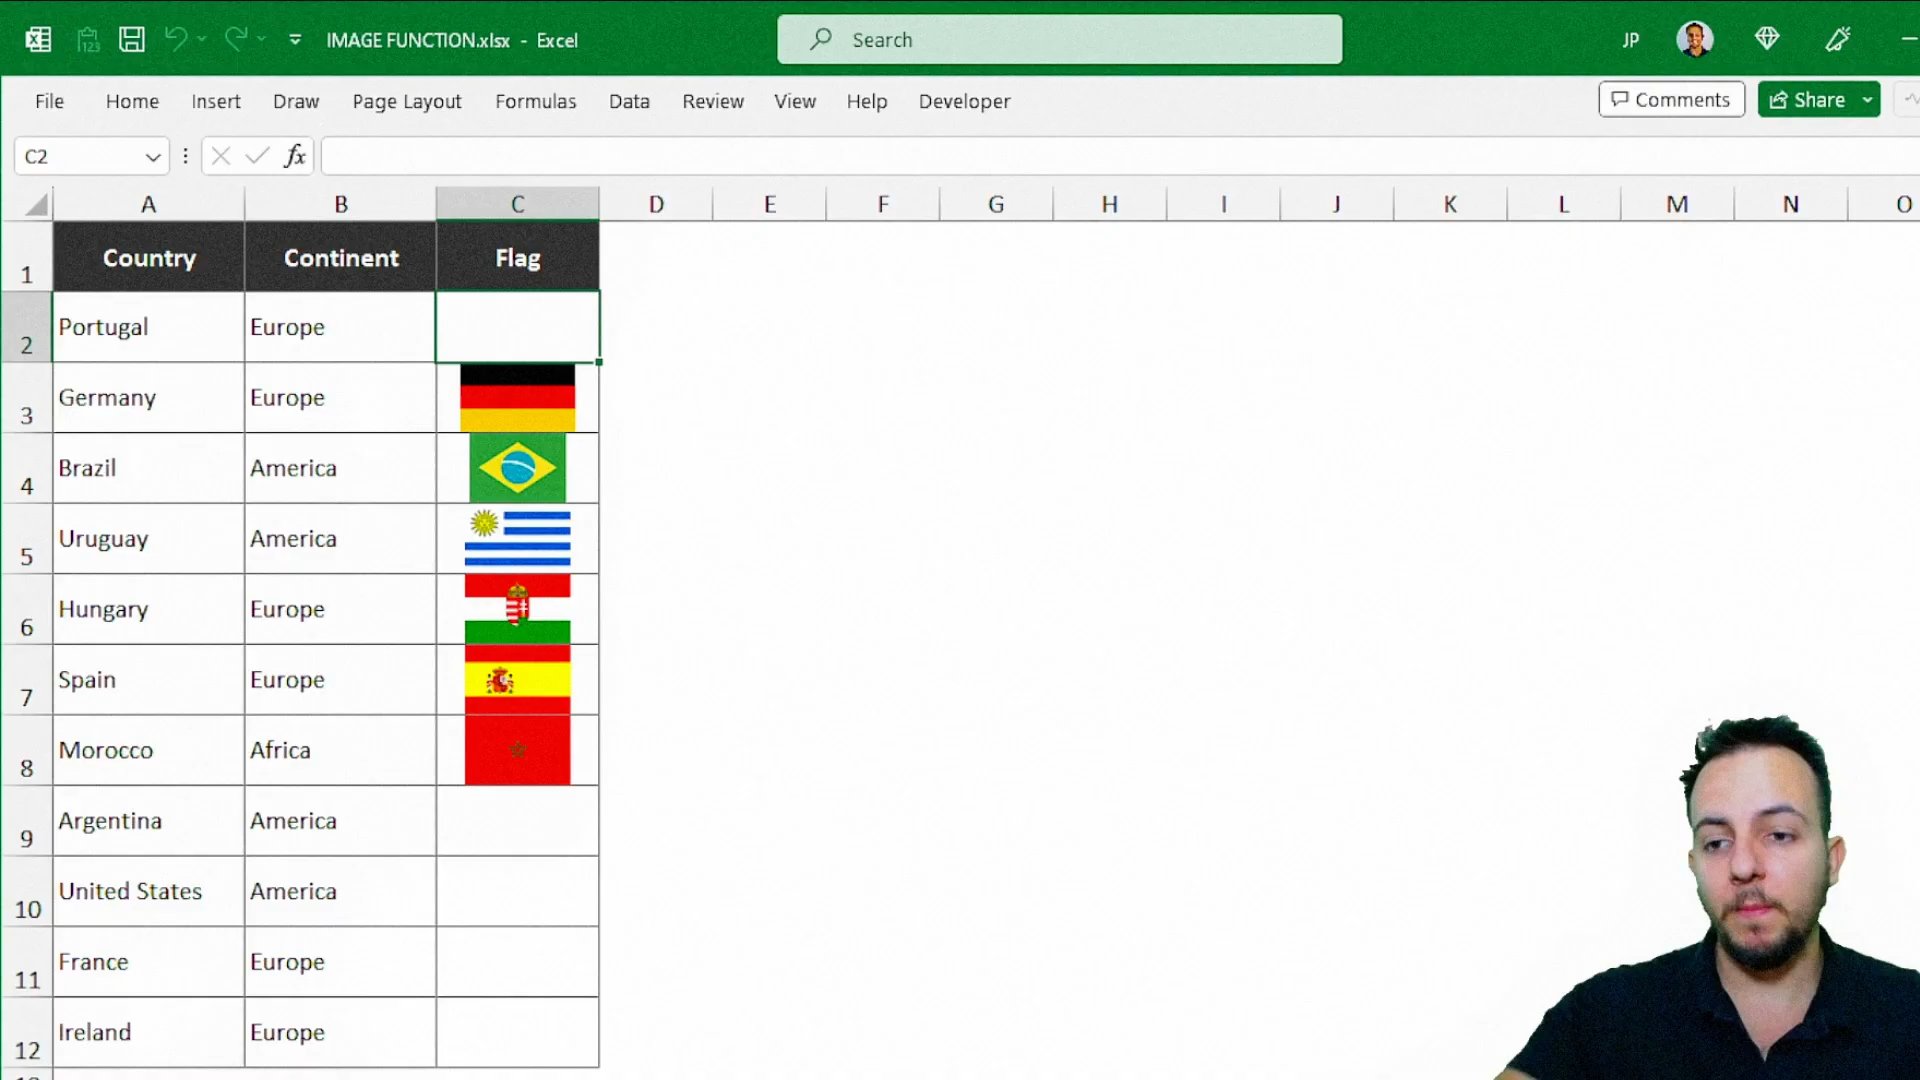 IMAGE FUNCTION.xlsx - Excel
Search
JP
File Home Insert Draw Page Layout Formulas Data Review View Help Developer
Comments
Share
C2
fx
A B C D E F G H I J K L M N O
1 Country Continent Flag
2 Portugal Europe
3 Germany Europe
4 Brazil America
5 Uruguay America
6 Hungary Europe
7 Spain Europe
8 Morocco Africa
9 Argentina America
10 United States America
11 France Europe
12 Ireland Europe